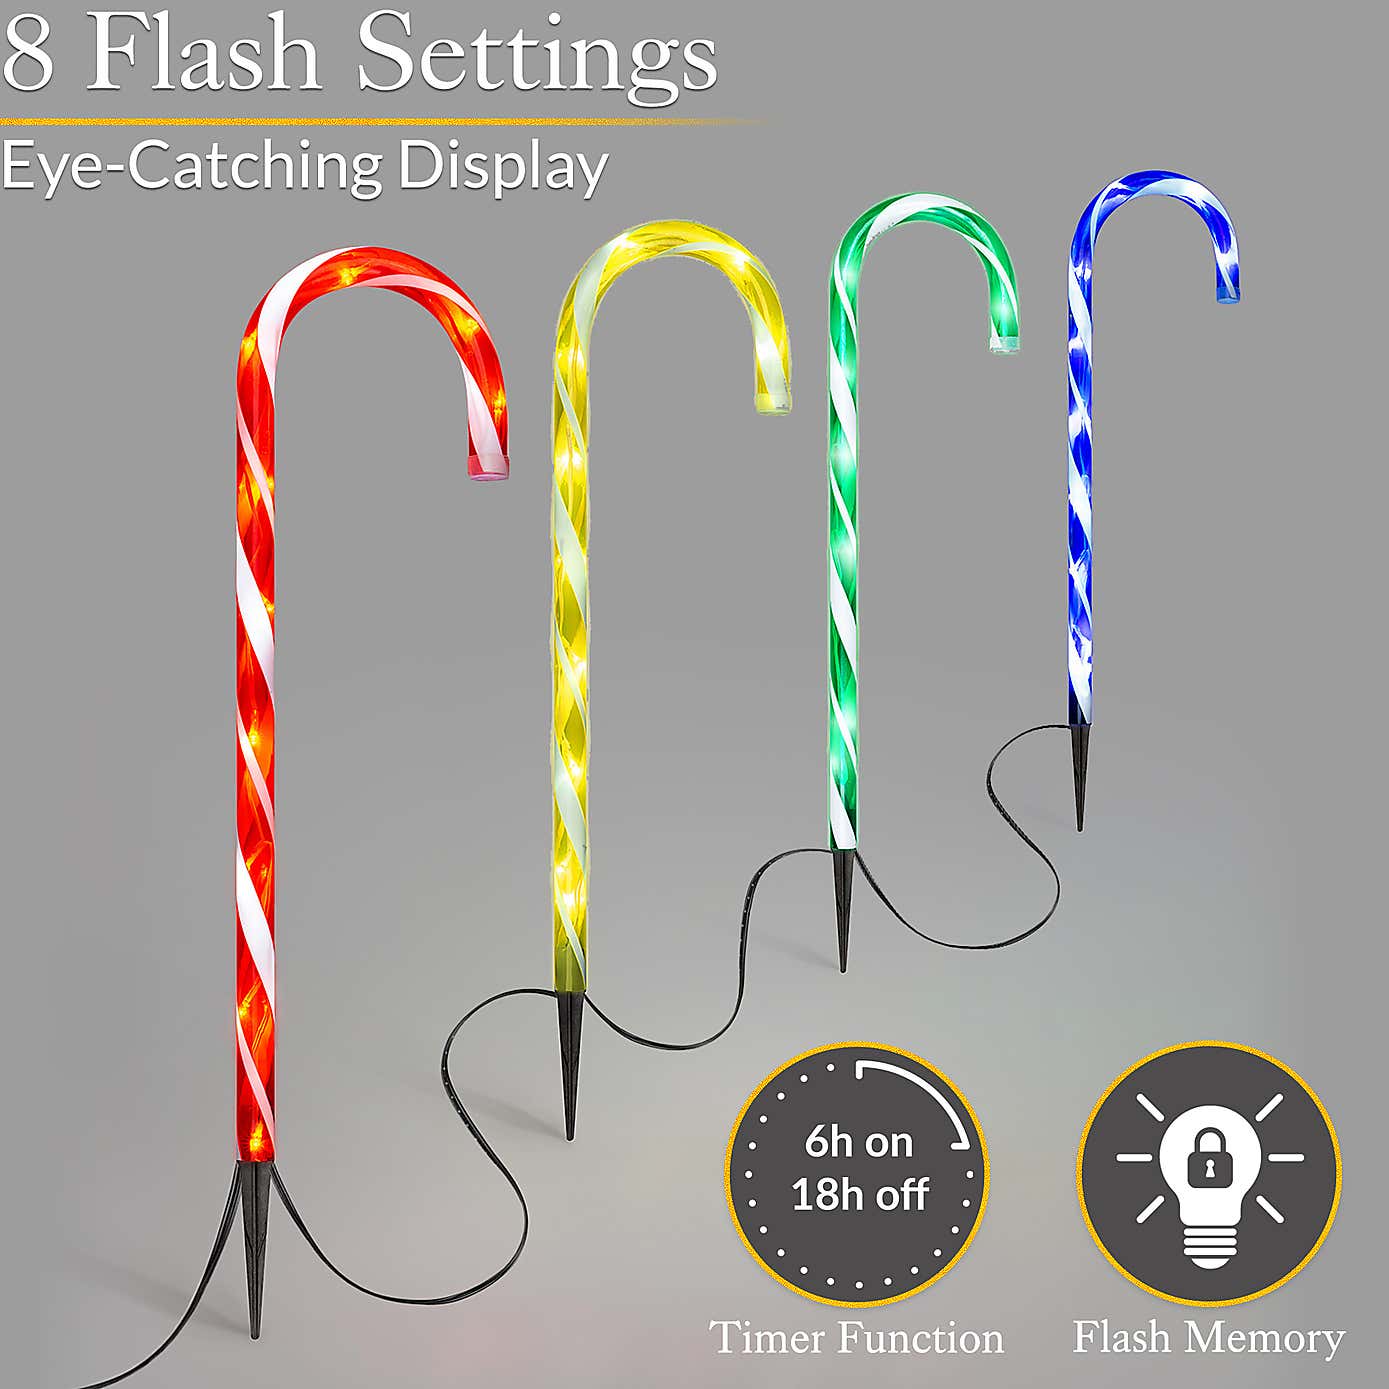 8 Flash Settings
Eye-Catching Display
6h on
18h off
Timer Function
Flash Memory